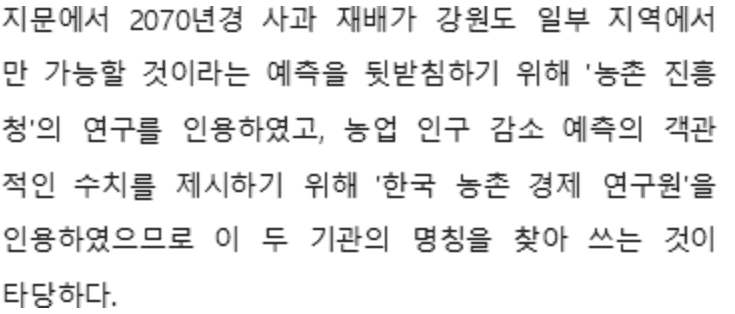 지문에서 2070년경 사과 재배가 강원도 일부 지역에서
만 가능할 것이라는 예측을 뒷받침하기 위해 '농촌 진흥
청'의 연구를 인용하였고, 농업 인구 감소 예측의 객관
적인 수치를 제시하기 위해 '한국 농촌 경제 연구원'을
인용하였으므로 이 두 기관의 명칭을 찾아 쓰는 것이
타당하다.